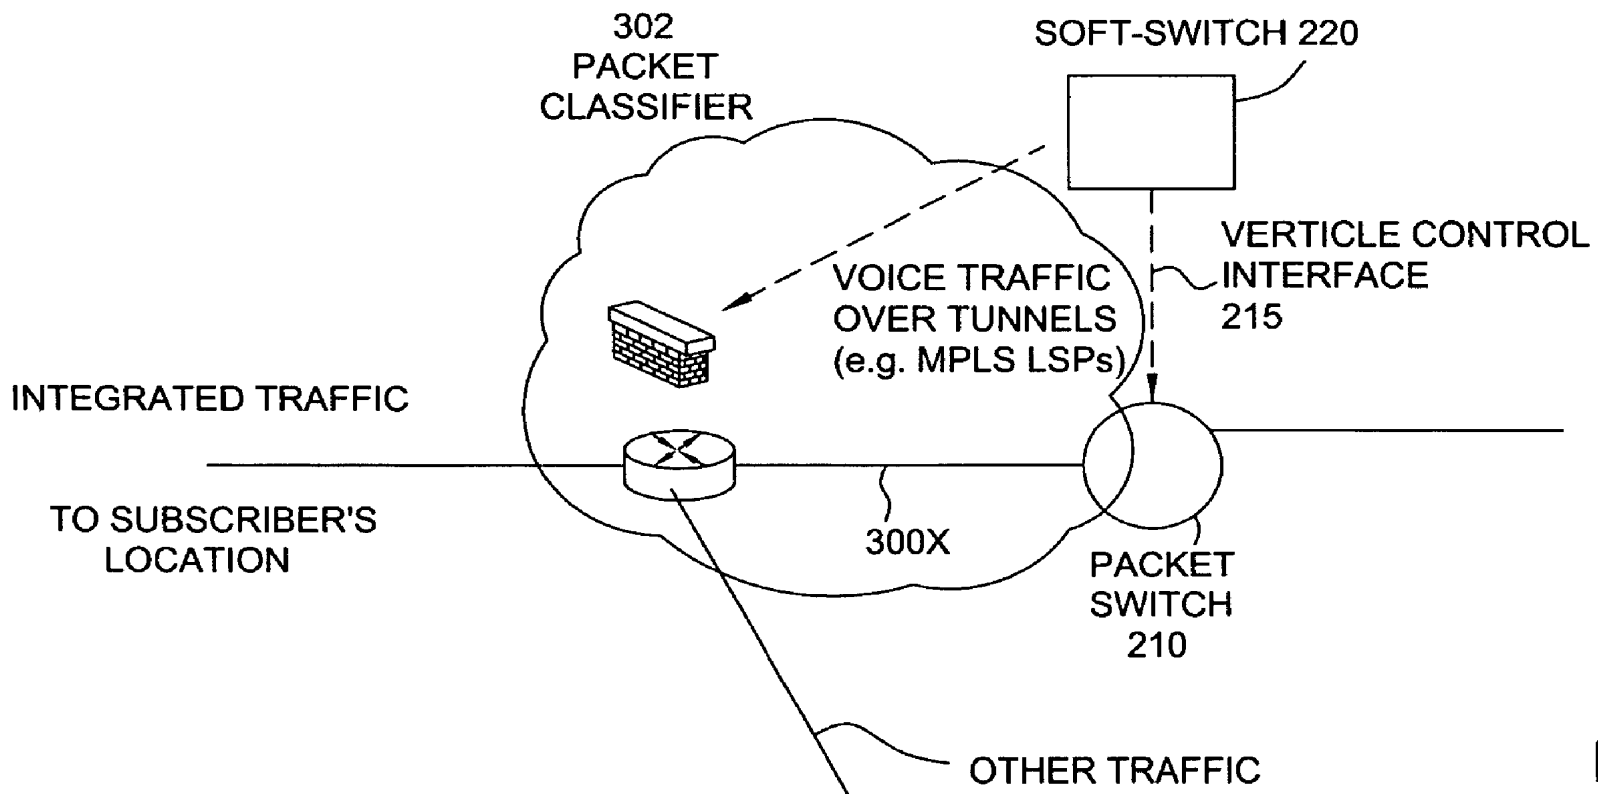 302
PACKET
CLASSIFIER
SOFT-SWITCH 220
VERTICLE CONTROL
INTERFACE
215
VOICE TRAFFIC
OVER TUNNELS
(e.g. MPLS LSPs)
INTEGRATED TRAFFIC
TO SUBSCRIBER'S
LOCATION
300X
PACKET
SWITCH
210
OTHER TRAFFIC